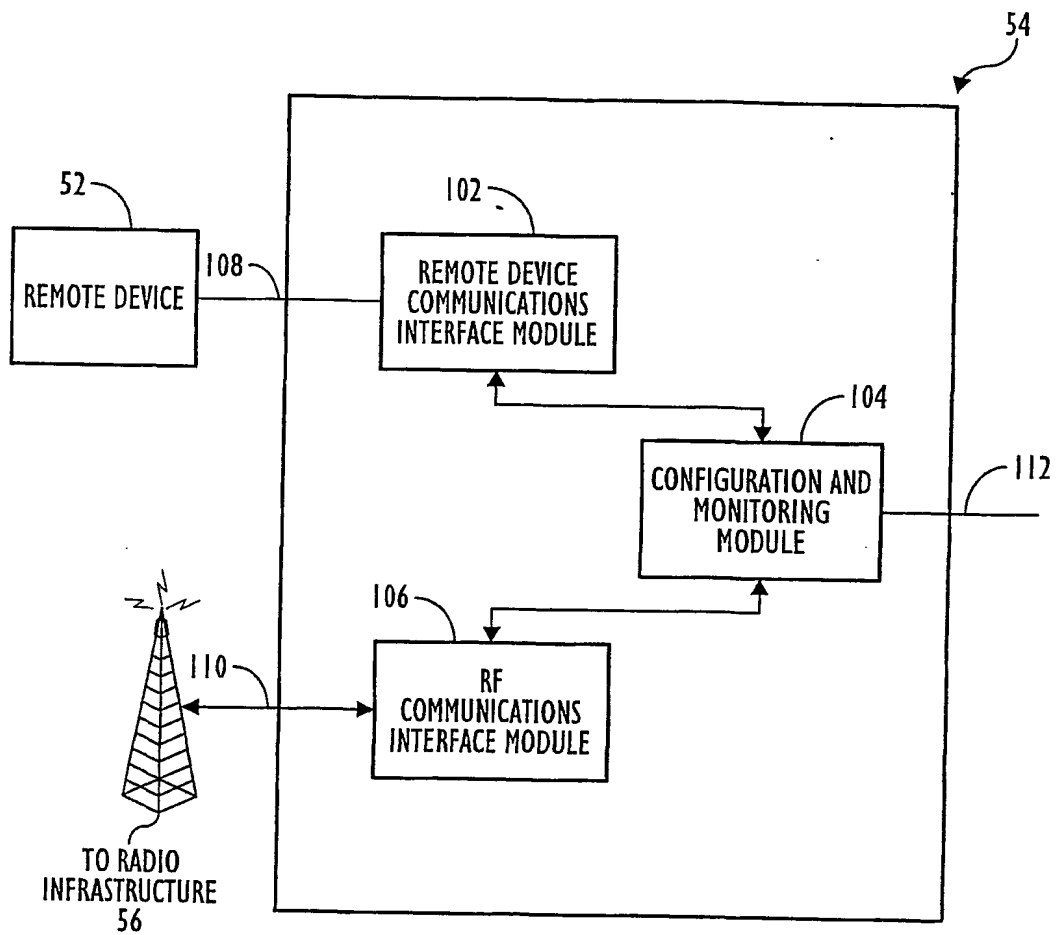 54
52
102
108
REMOTE DEVICE
REMOTE DEVICE
COMMUNICATIONS
INTERFACE MODULE
104
112
CONFIGURATION AND
MONITORING
MODULE
106
110
RF
COMMUNICATIONS
INTERFACE MODULE
TO RADIO
INFRASTRUCTURE
56